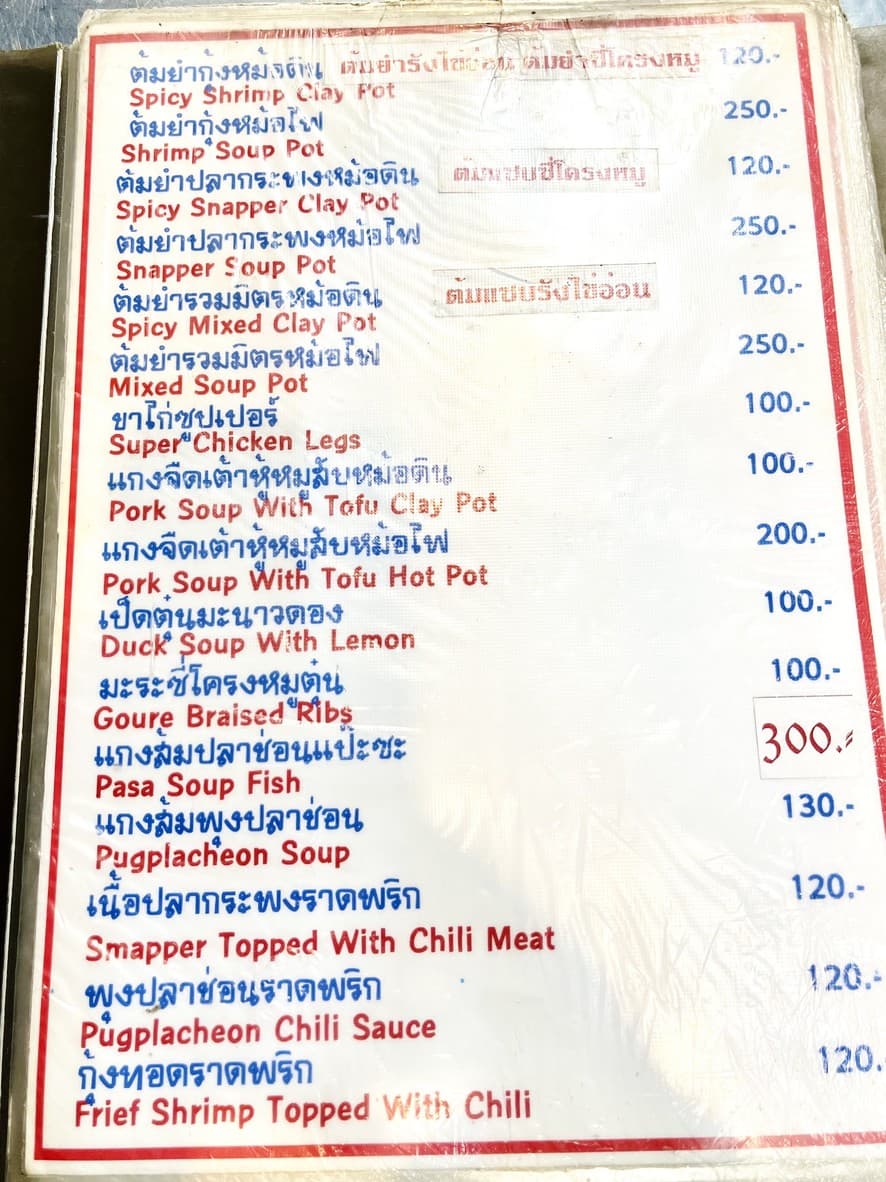 ต้มยำกุ้งหม้อดิน ต้มยำรังไข่อ่อน ต้มยำซี่โครงหมู 120.-
Spicy Shrimp Clay Pot
ต้มยำกุ้งหม้อไฟ 250.-
Shrimp Soup Pot
ต้มยำปลากระพงหม้อดิน ต้มแซบซี่โครงหมู 120.-
Spicy Snapper Clay Pot
ต้มยำปลากระพงหม้อไฟ 250.-
Snapper Soup Pot
ต้มยำรวมมิตรหม้อดิน ต้มแซบรังไข่อ่อน 120.-
Spicy Mixed Clay Pot
ต้มยำรวมมิตรหม้อไฟ 250.-
Mixed Soup Pot
ขาไก่ซุปเปอร์ 100.-
Super Chicken Legs
แกงจืดเต้าหู้หมูสับหม้อดิน 100.-
Pork Soup With Tofu Clay Pot
แกงจืดเต้าหู้หมูสับหม้อไฟ 200.-
Pork Soup With Tofu Hot Pot
เป็ดตุ๋นมะนาวดอง 100.-
Duck Soup With Lemon
มะระซี่โครงหมูตุ๋น 100.-
Goure Braised Ribs
แกงส้มปลาช่อนแป๊ะซะ 300.-
Pasa Soup Fish
แกงส้มพุงปลาช่อน 130.-
Pugplacheon Soup
เนื้อปลากระพงราดพริก 120.-
Smapper Topped With Chili Meat
พุงปลาช่อนราดพริก 120.-
Pugplacheon Chili Sauce
กุ้งทอดราดพริก 120.
Frief Shrimp Topped With Chili